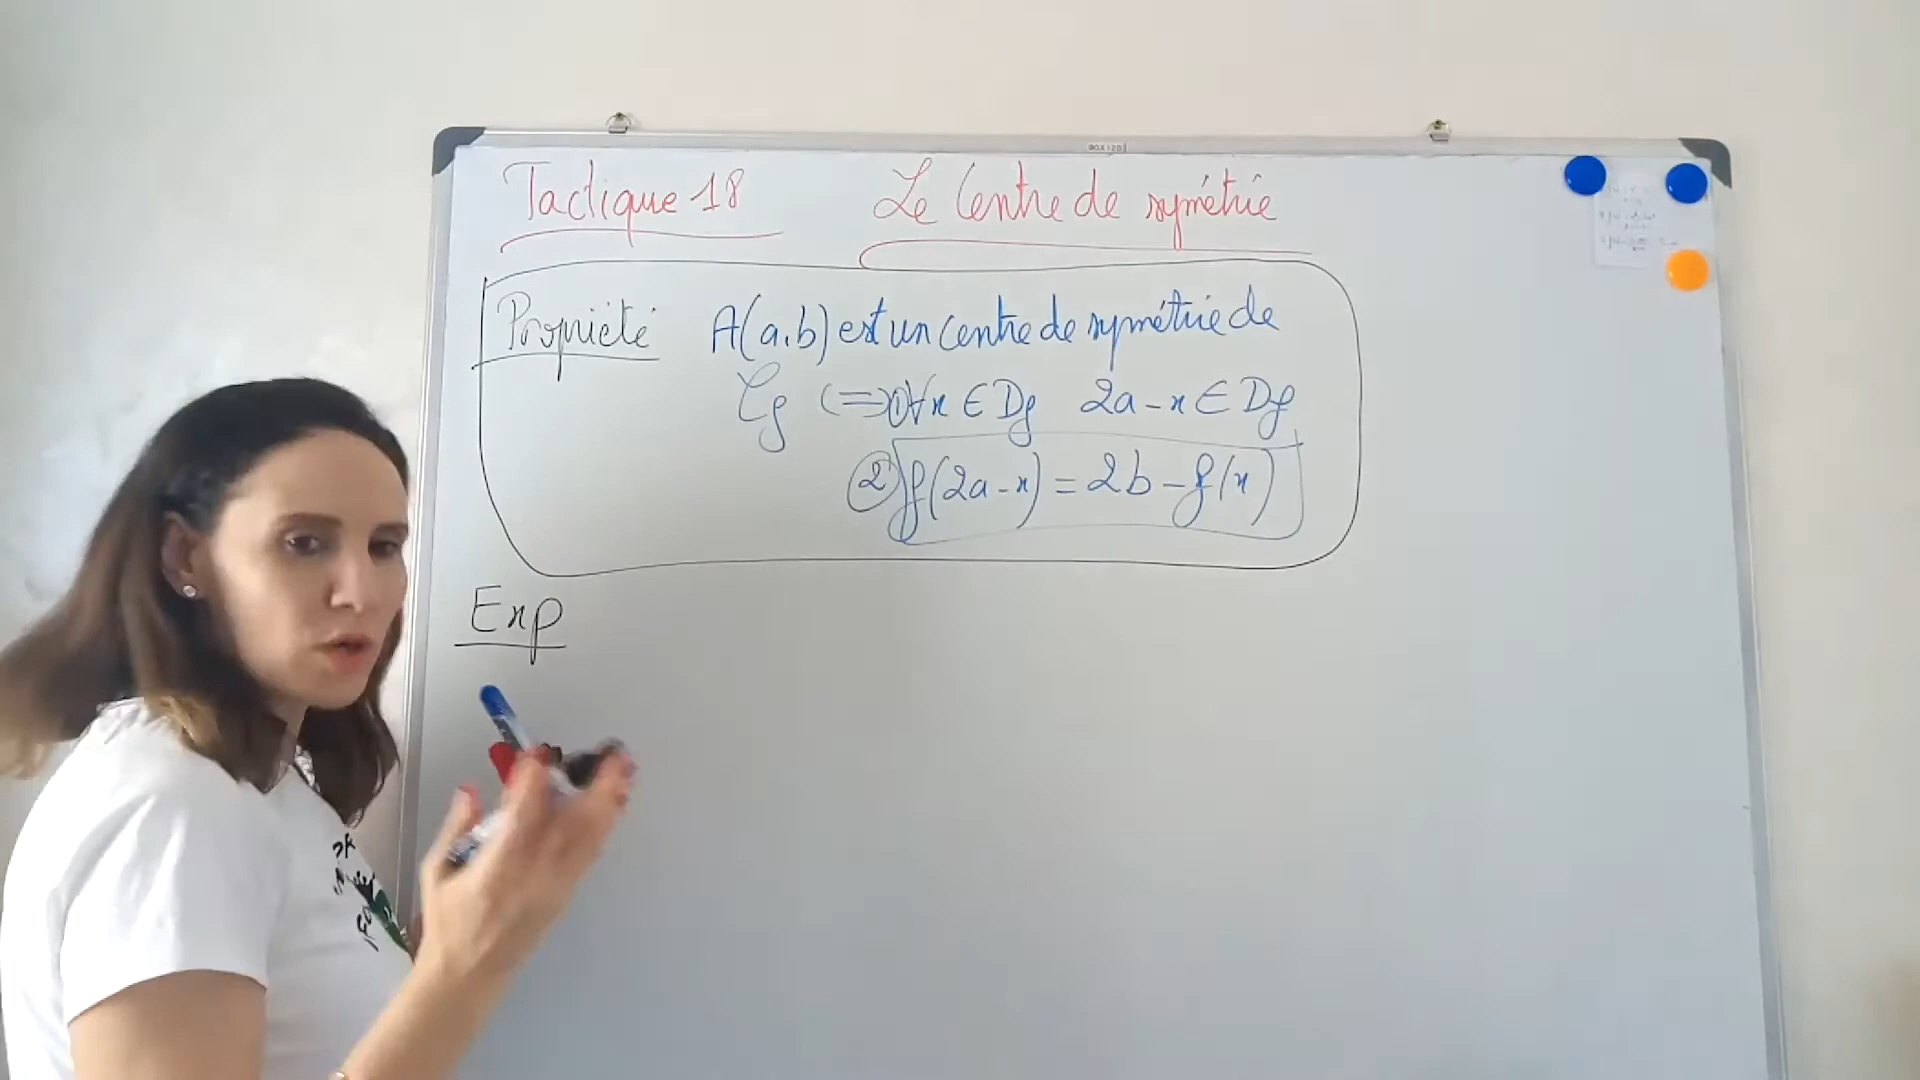 90X120
Tactique 18 Le Centre de symétrie
Propriété A(a,b) est un centre de symétrie de
Cf <=> ① ∀x ∈ Df 2a-x ∈ Df
② f(2a-x) = 2b-f(x)
Exp